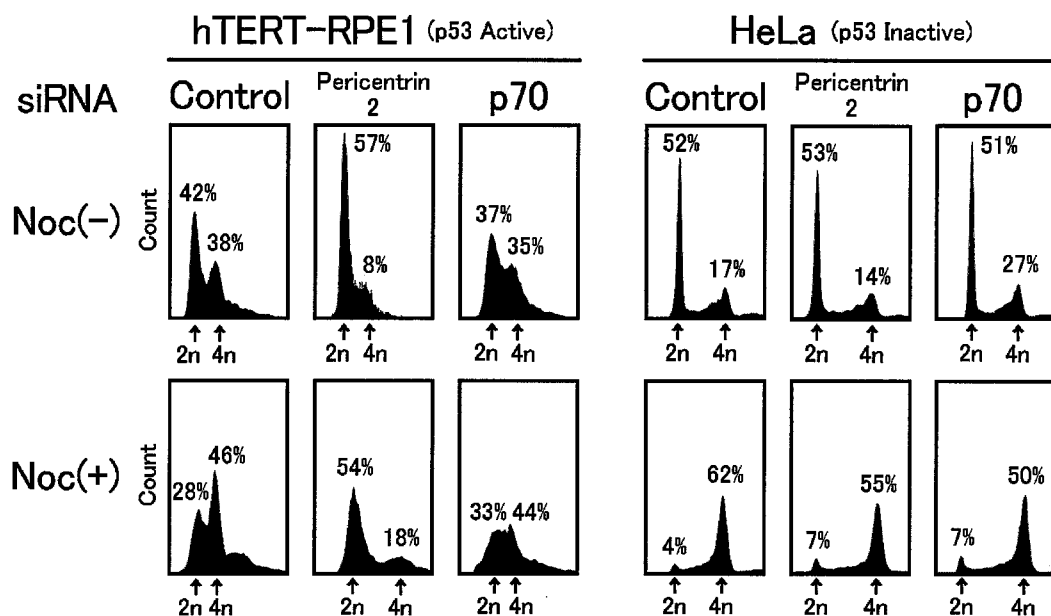 hTERT-RPE1 (p53 Active) HeLa (p53 Inactive)
siRNA Control Pericentrin 2 p70 Control Pericentrin 2 p70
Noc(-)
Count
42% 38% 57% 8% 37% 35% 52% 17% 53% 14% 51% 27%
2n 4n 2n 4n 2n 4n 2n 4n 2n 4n 2n 4n
Noc(+)
Count
28% 46% 54% 18% 33% 44% 4% 62% 7% 55% 7% 50%
2n 4n 2n 4n 2n 4n 2n 4n 2n 4n 2n 4n